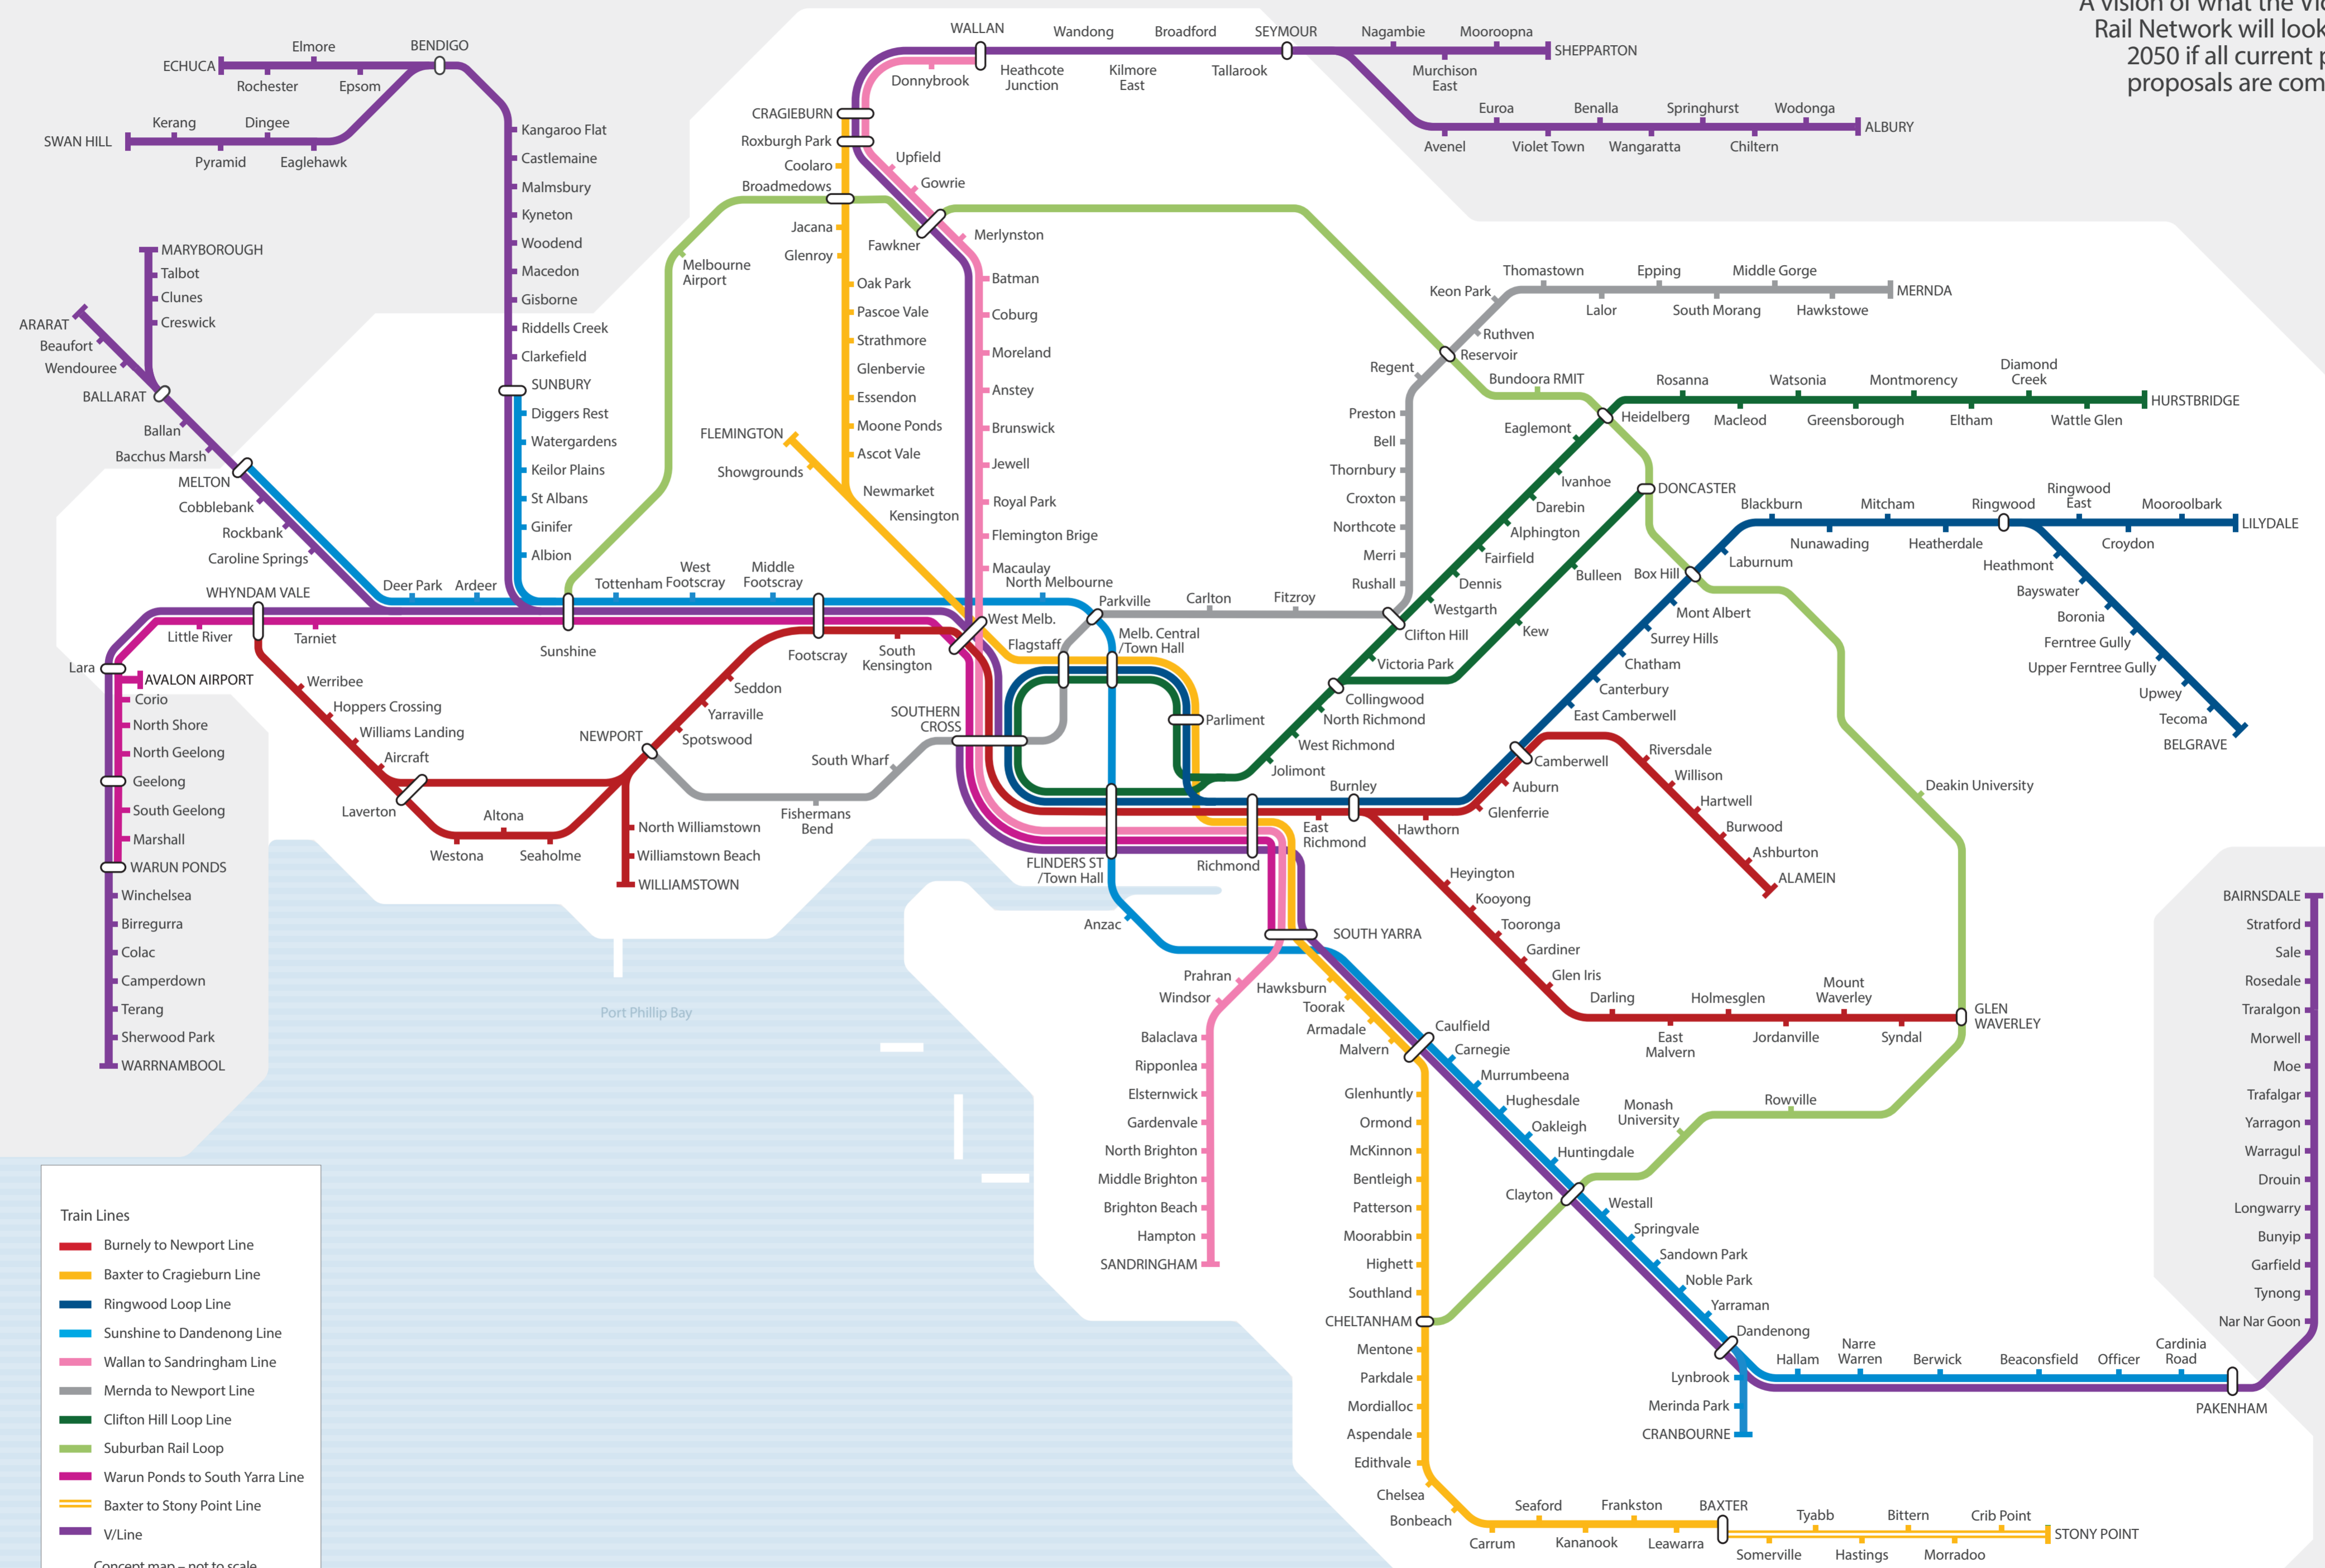 A vision of what the Vic
Rail Network will look
2050 if all current p
proposals are com
ECHUCA
Elmore
BENDIGO
Rochester
Epsom
SWAN HILL
Kerang
Dingee
Pyramid
Eaglehawk
Kangaroo Flat
Castlemaine
Malmsbury
Kyneton
Woodend
Macedon
Gisborne
Riddells Creek
Clarkefield
SUNBURY
Diggers Rest
Watergardens
Keilor Plains
St Albans
Ginifer
Albion
MARYBOROUGH
Talbot
Clunes
Creswick
ARARAT
Beaufort
Wendouree
BALLARAT
Ballan
Bacchus Marsh
MELTON
Cobblebank
Rockbank
Caroline Springs
Deer Park
Ardeer
WALLAN
Wandong
Broadford
SEYMOUR
Nagambie
Mooroopna
SHEPPARTON
Donnybrook
Heathcote
Junction
Kilmore
East
Tallarook
Murchison
East
Euroa
Benalla
Springhurst
Wodonga
ALBURY
Avenel
Violet Town
Wangaratta
Chiltern
CRAGIEBURN
Roxburgh Park
Coolaro
Broadmedows
Jacana
Glenroy
Oak Park
Pascoe Vale
Strathmore
Glenbervie
Essendon
Moone Ponds
Ascot Vale
FLEMINGTON
Showgrounds
Newmarket
Kensington
Melbourne
Airport
Upfield
Gowrie
Fawkner
Merlynston
Batman
Coburg
Moreland
Anstey
Brunswick
Jewell
Royal Park
Flemington Brige
Macaulay
North Melbourne
Tottenham
West
Footscray
Middle
Footscray
Sunshine
Footscray
South
Kensington
West Melb.
Flagstaff
Parkville
Carlton
Fitzroy
Melb. Central
/Town Hall
Parliment
SOUTHERN
CROSS
FLINDERS ST
/Town Hall
Richmond
Anzac
SOUTH YARRA
Keon Park
Thomastown
Epping
Middle Gorge
MERNDA
Lalor
South Morang
Hawkstowe
Ruthven
Reservoir
Regent
Preston
Bell
Thornbury
Croxton
Northcote
Merri
Rushall
Bundoora RMIT
Heidelberg
Rosanna
Watsonia
Montmorency
Diamond
Creek
HURSTBRIDGE
Macleod
Greensborough
Eltham
Wattle Glen
Eaglemont
Ivanhoe
Darebin
Alphington
Fairfield
Dennis
Westgarth
Clifton Hill
Victoria Park
Collingwood
North Richmond
West Richmond
Jolimont
DONCASTER
Bulleen
Kew
Box Hill
Laburnum
Blackburn
Mitcham
Ringwood
Ringwood
East
Mooroolbark
LILYDALE
Nunawading
Heatherdale
Croydon
Heathmont
Bayswater
Boronia
Ferntree Gully
Upper Ferntree Gully
Upwey
Tecoma
BELGRAVE
Mont Albert
Surrey Hills
Chatham
Canterbury
East Camberwell
Camberwell
Auburn
Glenferrie
Hawthorn
Burnley
East
Richmond
Riversdale
Willison
Hartwell
Burwood
Ashburton
ALAMEIN
Heyington
Kooyong
Tooronga
Gardiner
Glen Iris
Darling
Holmesglen
Mount
Waverley
East
Malvern
Jordanville
Syndal
GLEN
WAVERLEY
Deakin University
Rowville
Monash
University
WHYNDAM VALE
Little River
Tarniet
Lara
AVALON AIRPORT
Corio
North Shore
North Geelong
Geelong
South Geelong
Marshall
WARUN PONDS
Winchelsea
Birregurra
Colac
Camperdown
Terang
Sherwood Park
WARRNAMBOOL
Werribee
Hoppers Crossing
Williams Landing
Aircraft
Laverton
Westona
Altona
Seaholme
NEWPORT
Seddon
Yarraville
Spotswood
North Williamstown
Williamstown Beach
WILLIAMSTOWN
South Wharf
Fishermans
Bend
Port Phillip Bay
Prahran
Windsor
Balaclava
Ripponlea
Elsternwick
Gardenvale
North Brighton
Middle Brighton
Brighton Beach
Hampton
SANDRINGHAM
Hawksburn
Toorak
Armadale
Malvern
Caulfield
Carnegie
Murrumbeena
Hughesdale
Oakleigh
Huntingdale
Clayton
Westall
Springvale
Sandown Park
Noble Park
Yarraman
Dandenong
Lynbrook
Merinda Park
CRANBOURNE
Hallam
Narre
Warren
Berwick
Beaconsfield
Officer
Cardinia
Road
PAKENHAM
Glenhuntly
Ormond
McKinnon
Bentleigh
Patterson
Moorabbin
Highett
Southland
CHELTANHAM
Mentone
Parkdale
Mordialloc
Aspendale
Edithvale
Chelsea
Bonbeach
Carrum
Seaford
Kananook
Frankston
Leawarra
BAXTER
Somerville
Tyabb
Hastings
Bittern
Morradoo
Crib Point
STONY POINT
BAIRNSDALE
Stratford
Sale
Rosedale
Traralgon
Morwell
Moe
Trafalgar
Yarragon
Warragul
Drouin
Longwarry
Bunyip
Garfield
Tynong
Nar Nar Goon
Train Lines
Burnely to Newport Line
Baxter to Cragieburn Line
Ringwood Loop Line
Sunshine to Dandenong Line
Wallan to Sandringham Line
Mernda to Newport Line
Clifton Hill Loop Line
Suburban Rail Loop
Warun Ponds to South Yarra Line
Baxter to Stony Point Line
V/Line
Concept map – not to scale